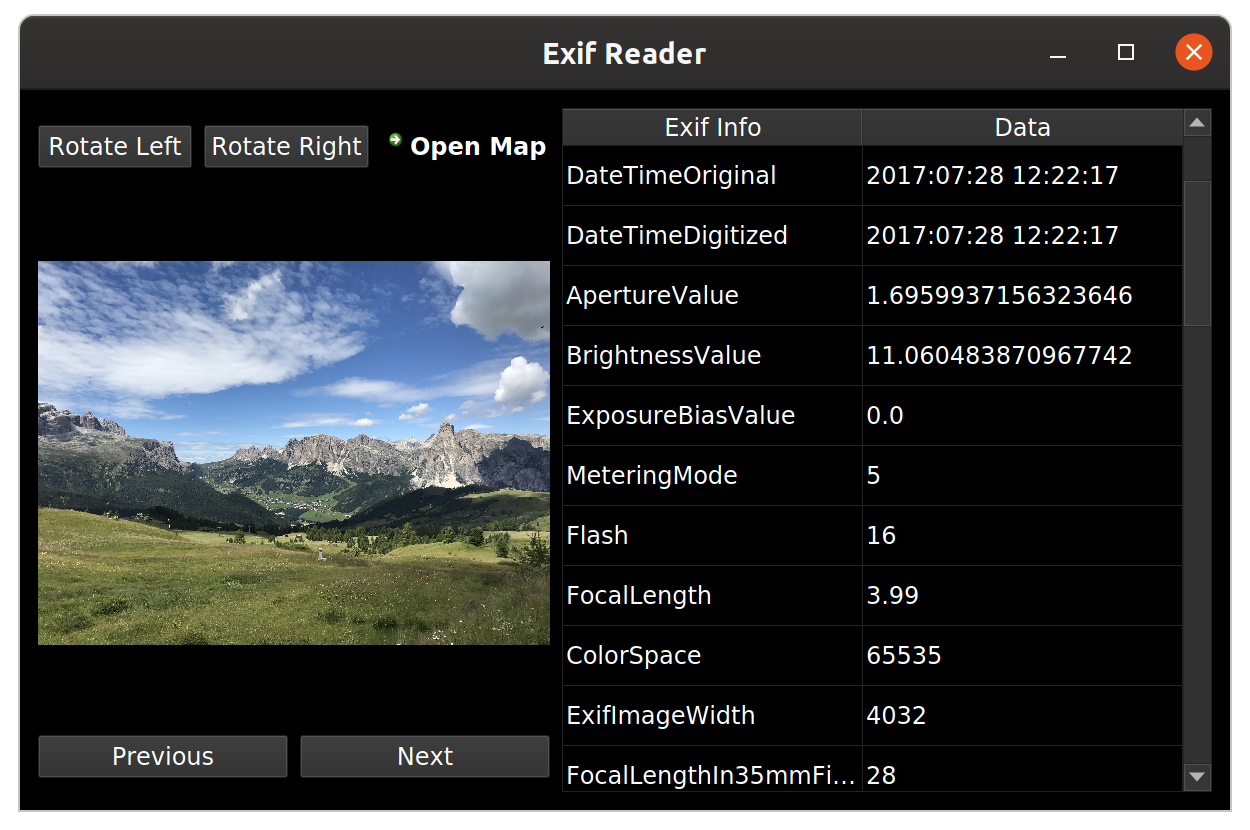 Exif Reader
Rotate Left Rotate Right Open Map
Exif Info Data
DateTimeOriginal 2017:07:28 12:22:17
DateTimeDigitized 2017:07:28 12:22:17
ApertureValue 1.6959937156323646
BrightnessValue 11.060483870967742
ExposureBiasValue 0.0
MeteringMode 5
Flash 16
FocalLength 3.99
ColorSpace 65535
ExifImageWidth 4032
FocalLengthIn35mmFi... 28
Previous Next